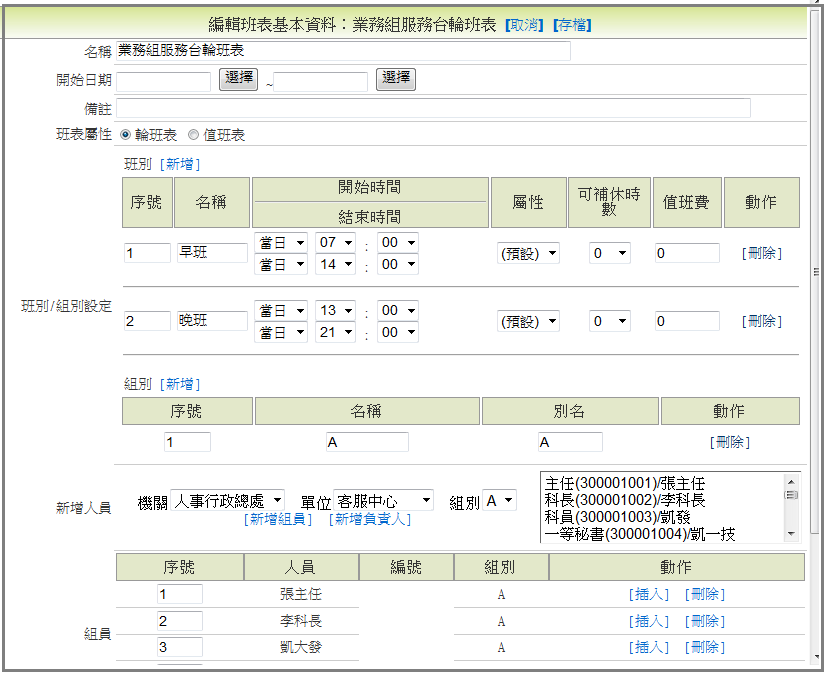 編輯班表基本資料：業務組服務台輪班表 [取消] [存檔]
名稱 業務組服務台輪班表
開始日期 選擇 ~ 選擇
備註
班表屬性 輪班表 值班表
班別 [新增]
序號 名稱 開始時間 結束時間 屬性 可補休時數 值班費 動作
1 早班 當日 07 : 00 (預設) 0 0 [刪除]
當日 14 : 00
班別/組別設定
2 晚班 當日 13 : 00 (預設) 0 0 [刪除]
當日 21 : 00
組別 [新增]
序號 名稱 別名 動作
1 A A [刪除]
新增人員 機關 人事行政總處 單位 客服中心 組別 A
[新增組員] [新增負責人]
主任(300001001)/張主任
科長(300001002)/李科長
科員(300001003)/凱發
一等秘書(300001004)/凱一技
序號 人員 編號 組別 動作
組員
1 張主任 A [插入] [刪除]
2 李科長 A [插入] [刪除]
3 凱大發 A [插入] [刪除]